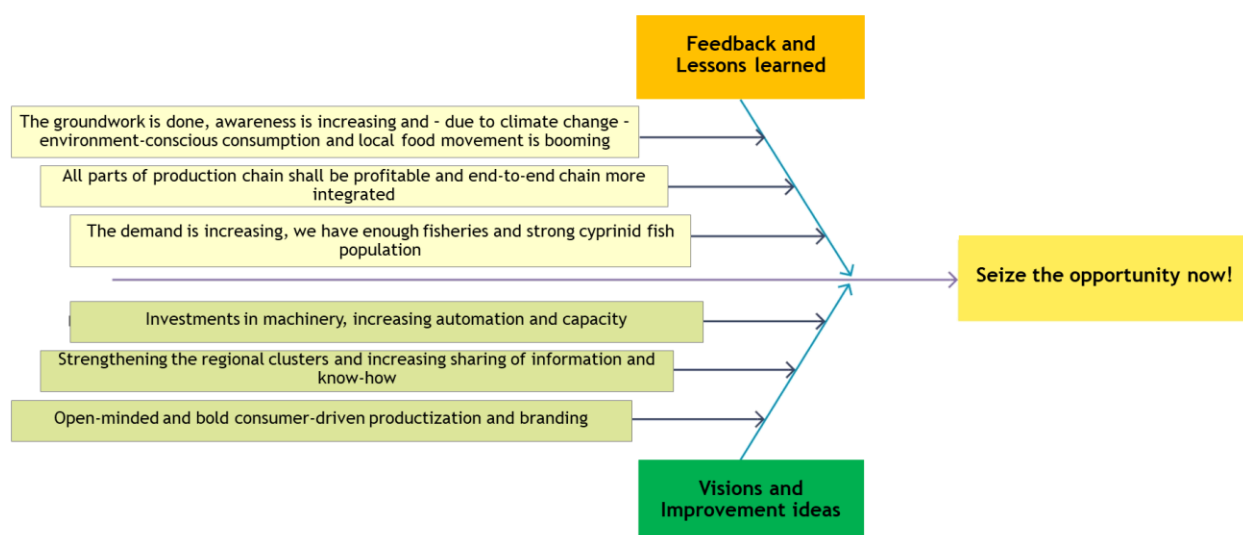 Feedback and
Lessons learned
The groundwork is done, awareness is increasing and - due to climate change -
environment-conscious consumption and local food movement is booming
All parts of production chain shall be profitable and end-to-end chain more
integrated
The demand is increasing, we have enough fisheries and strong cyprinid fish
population
Seize the opportunity now!
Investments in machinery, increasing automation and capacity
Strengthening the regional clusters and increasing sharing of information and
know-how
Open-minded and bold consumer-driven productization and branding
Visions and
Improvement ideas